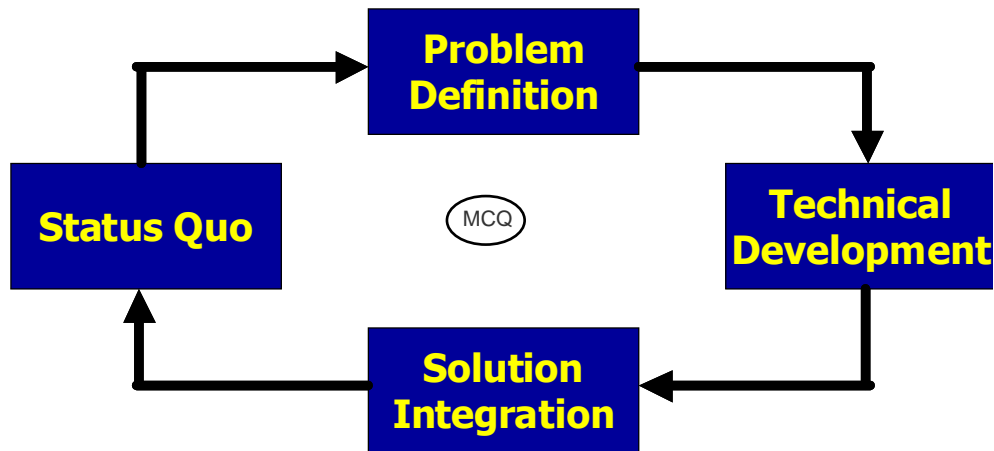 Problem
Definition
Status Quo
MCQ
Technical
Development
Solution
Integration